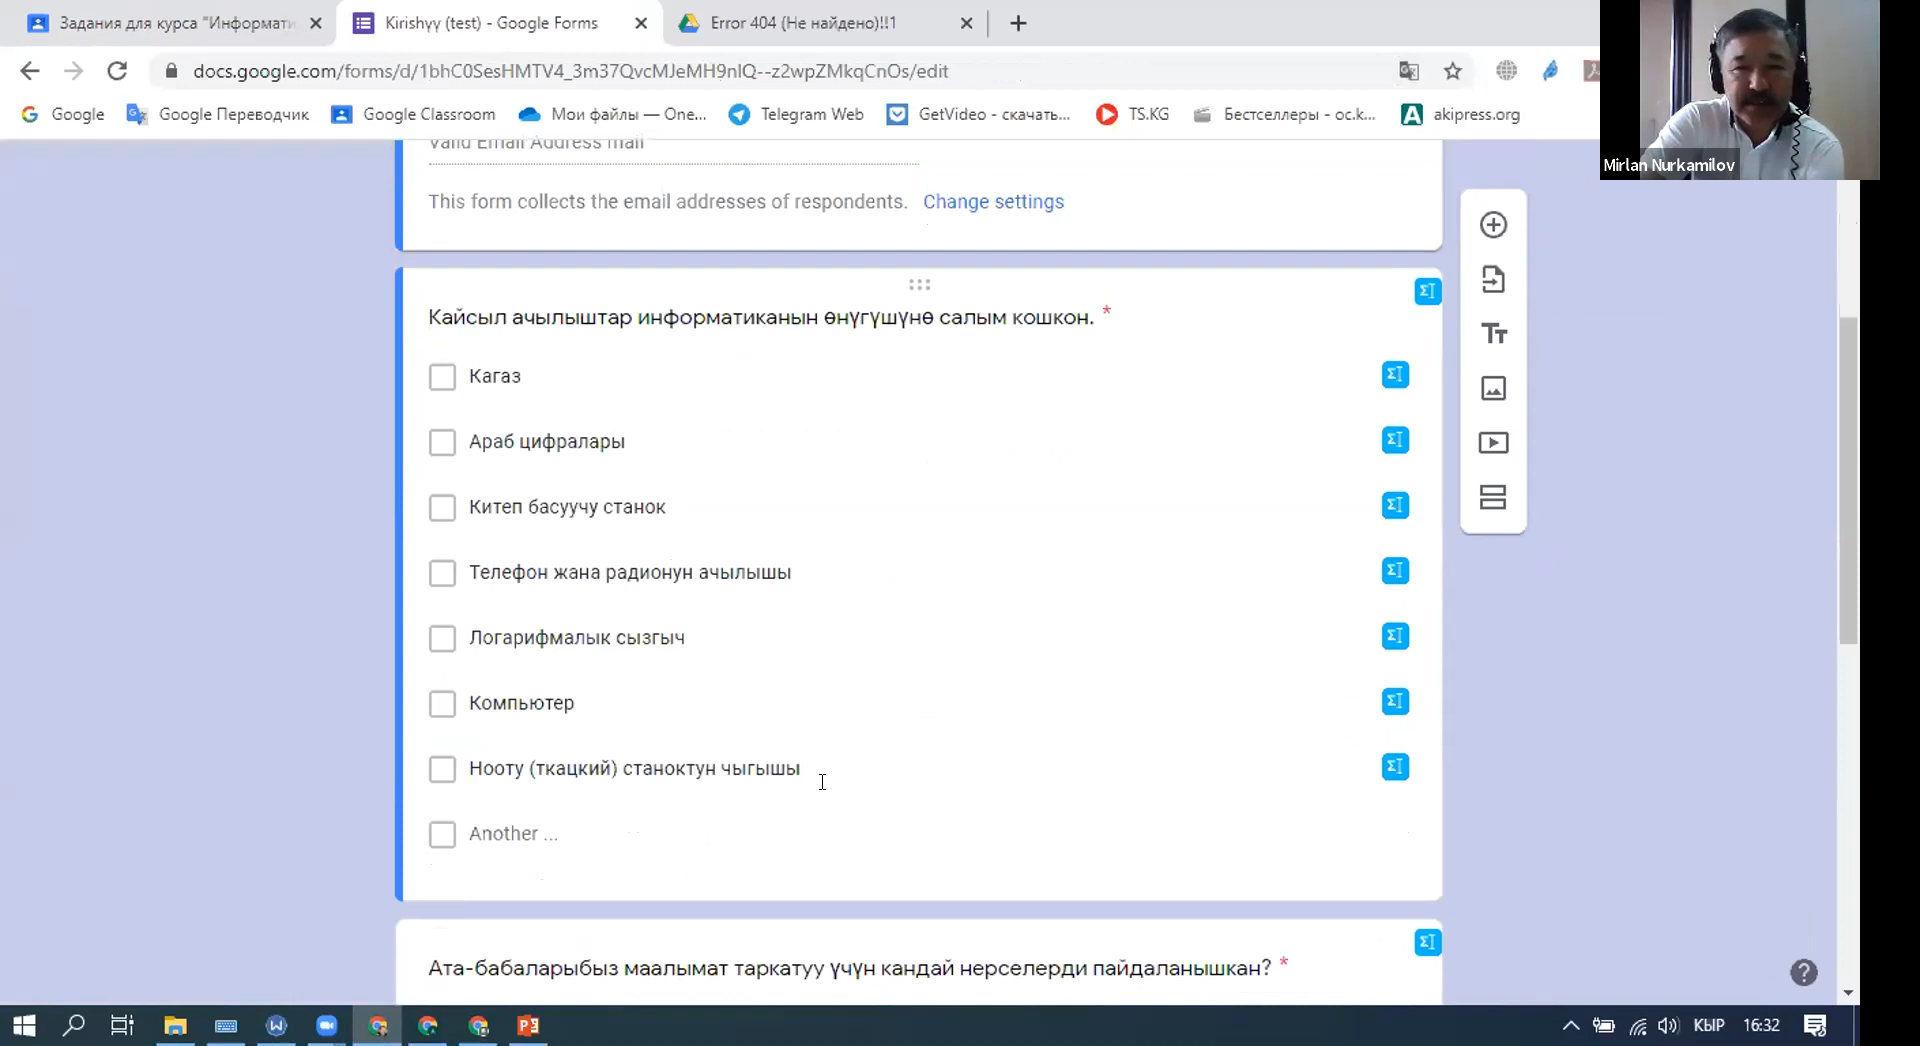 Задания для курса "Информати
Kirishүү (test) - Google Forms
Error 404 (Не найдено)!!1
docs.google.com/forms/d/1bhC0SesHMTV4_3m37QvcMJeMH9nIQ--z2wpZMkqCnOs/edit
Google
Google Переводчик
Google Classroom
Мои файлы — One...
Telegram Web
GetVideo - скачать...
TS.KG
Бестселлеры - oc.k...
akipress.org
Mirlan Nurkamilov
Valid Email Address mail
This form collects the email addresses of respondents. Change settings
Кайсыл ачылыштар информатиканын өнүгүшүнө салым кошкон. *
Кагаз
Араб цифралары
Китеп басуучу станок
Телефон жана радионун ачылышы
Логарифмалык сызгыч
Компьютер
Нооту (ткацкий) станоктун чыгышы
Another ...
Ата-бабаларыбыз маалымат таркатуу үчүн кандай нерселерди пайдаланышкан? *
КЫР
16:32